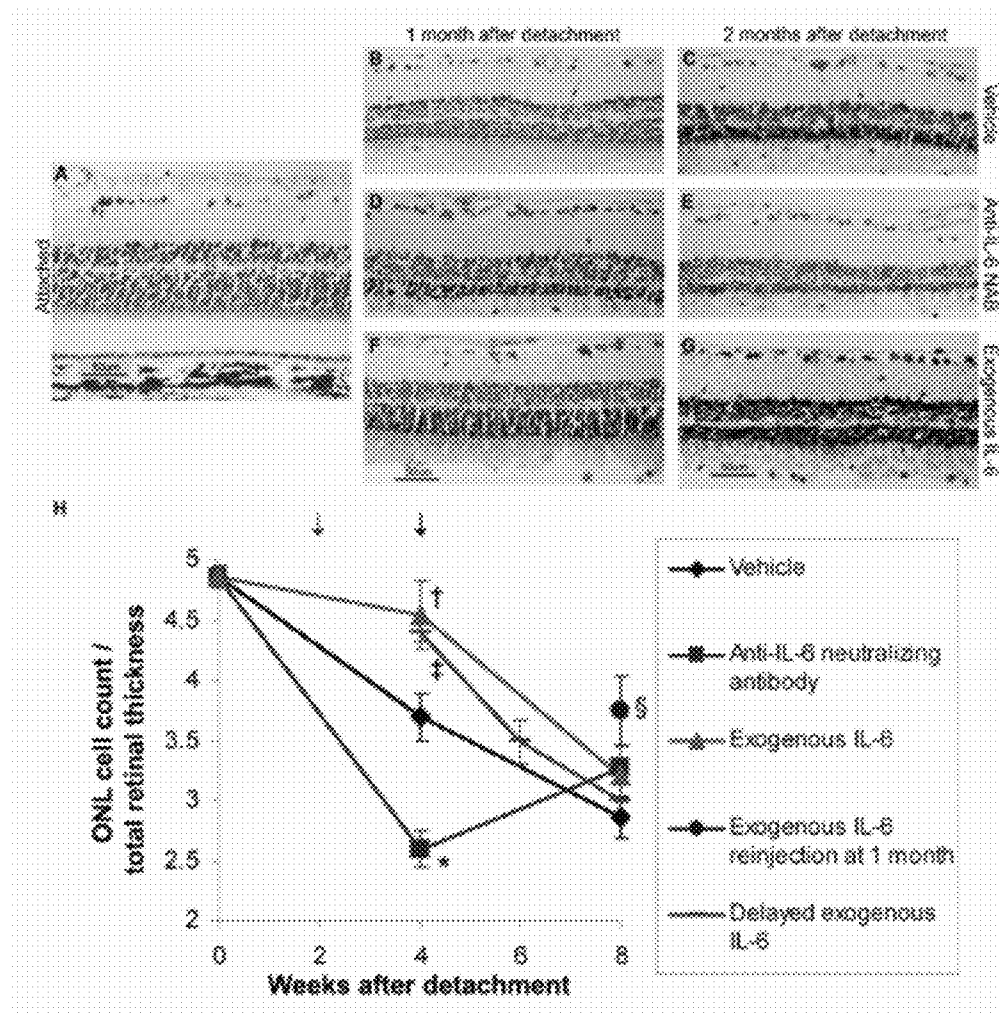 1 month after detachment
2 months after detachment
B
C
Vehicle
A
Attached
D
E
Anti-IL-6 NAB
F
G
Exogenous IL-6
H
↓ ↓
5
4.5
4
3.5
3
2.5
2
ONL cell count /
total retinal thickness
†
‡
*
§
0 2 4 6 8
Weeks after detachment
Vehicle
Anti-IL-6 neutralizing
antibody
Exogenous IL-6
Exogenous IL-6
reinjection at 1 month
Delayed exogenous
IL-6